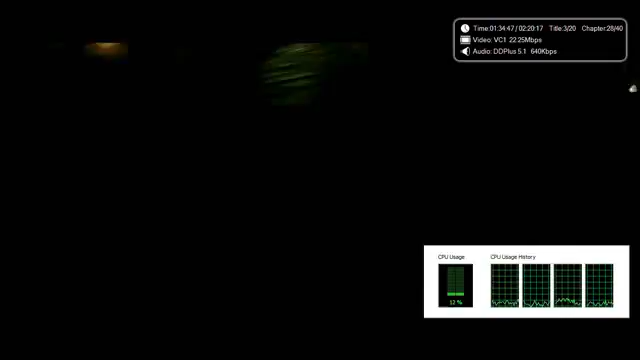 Time:01:34:47 / 02:20:17 Title:3/20 Chapter:28/40
Video: VC1 22.25Mbps
Audio: DDPlus 5.1 640Kbps
CPU Usage
CPU Usage History
12 %